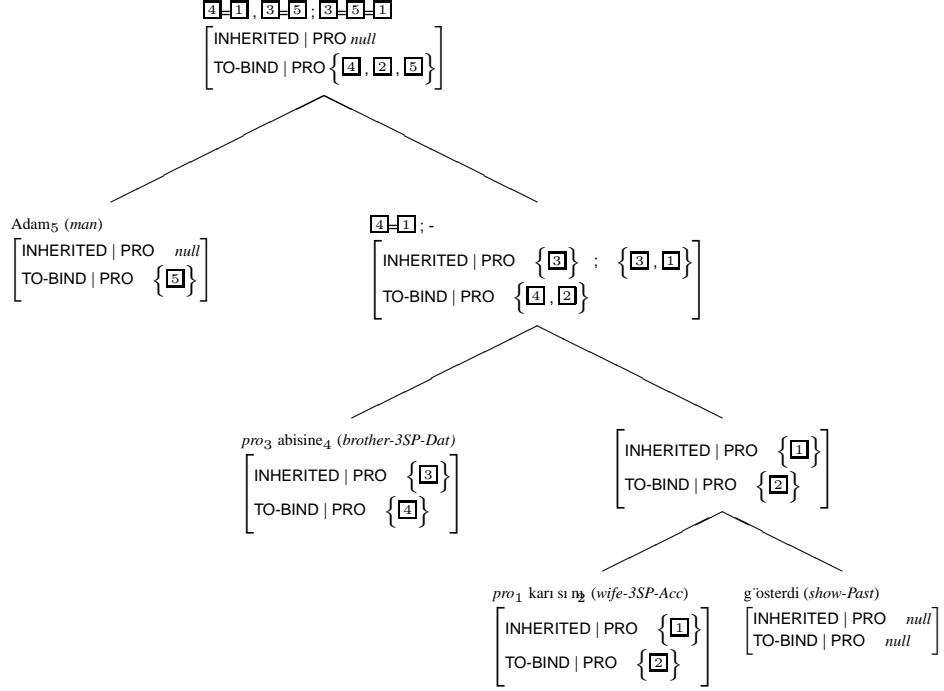 4=1 , 3=5 ; 3=5=1
INHERITED | PRO null
TO-BIND | PRO { 4 , 2 , 5 }
Adam5 (man)
INHERITED | PRO null
TO-BIND | PRO { 5 }
4=1 ; -
INHERITED | PRO { 3 } ; { 3 , 1 }
TO-BIND | PRO { 4 , 2 }
pro3 abisine4 (brother-3SP-Dat)
INHERITED | PRO { 3 }
TO-BIND | PRO { 4 }
INHERITED | PRO { 1 }
TO-BIND | PRO { 2 }
pro1 karısını2 (wife-3SP-Acc)
INHERITED | PRO { 1 }
TO-BIND | PRO { 2 }
gösterdi (show-Past)
INHERITED | PRO null
TO-BIND | PRO null